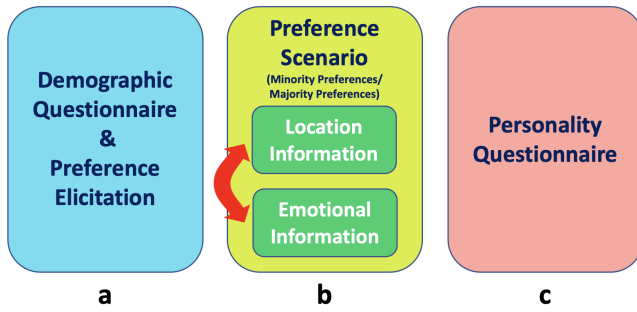 Demographic
Questionnaire
&
Preference
Elicitation
Preference
Scenario
(Minority Preferences/
Majority Preferences)
Location
Information
Emotional
Information
Personality
Questionnaire
a
b
c